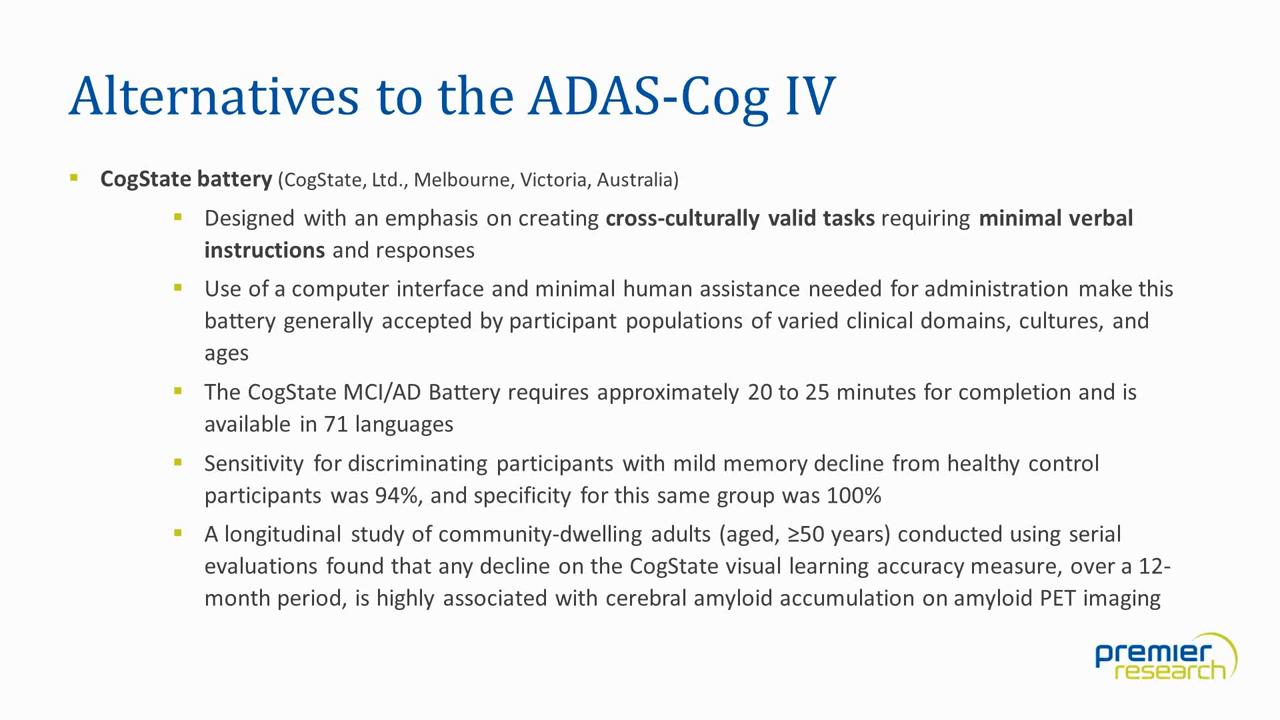 Alternatives to the ADAS-Cog IV
▪ CogState battery (CogState, Ltd., Melbourne, Victoria, Australia)
▪ Designed with an emphasis on creating cross-culturally valid tasks requiring minimal verbal
instructions and responses
▪ Use of a computer interface and minimal human assistance needed for administration make this
battery generally accepted by participant populations of varied clinical domains, cultures, and
ages
▪ The CogState MCI/AD Battery requires approximately 20 to 25 minutes for completion and is
available in 71 languages
▪ Sensitivity for discriminating participants with mild memory decline from healthy control
participants was 94%, and specificity for this same group was 100%
▪ A longitudinal study of community-dwelling adults (aged, ≥50 years) conducted using serial
evaluations found that any decline on the CogState visual learning accuracy measure, over a 12-
month period, is highly associated with cerebral amyloid accumulation on amyloid PET imaging
premier
research